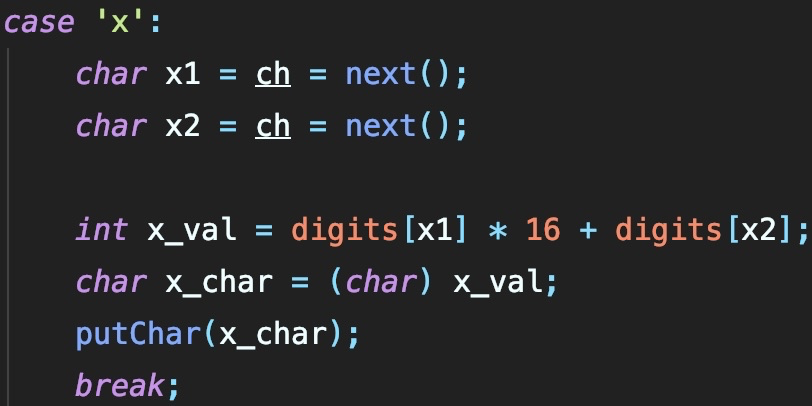 case 'x':
char x1 = ch = next();
char x2 = ch = next();
int x_val = digits[x1] * 16 + digits[x2];
char x_char = (char) x_val;
putChar(x_char);
break;